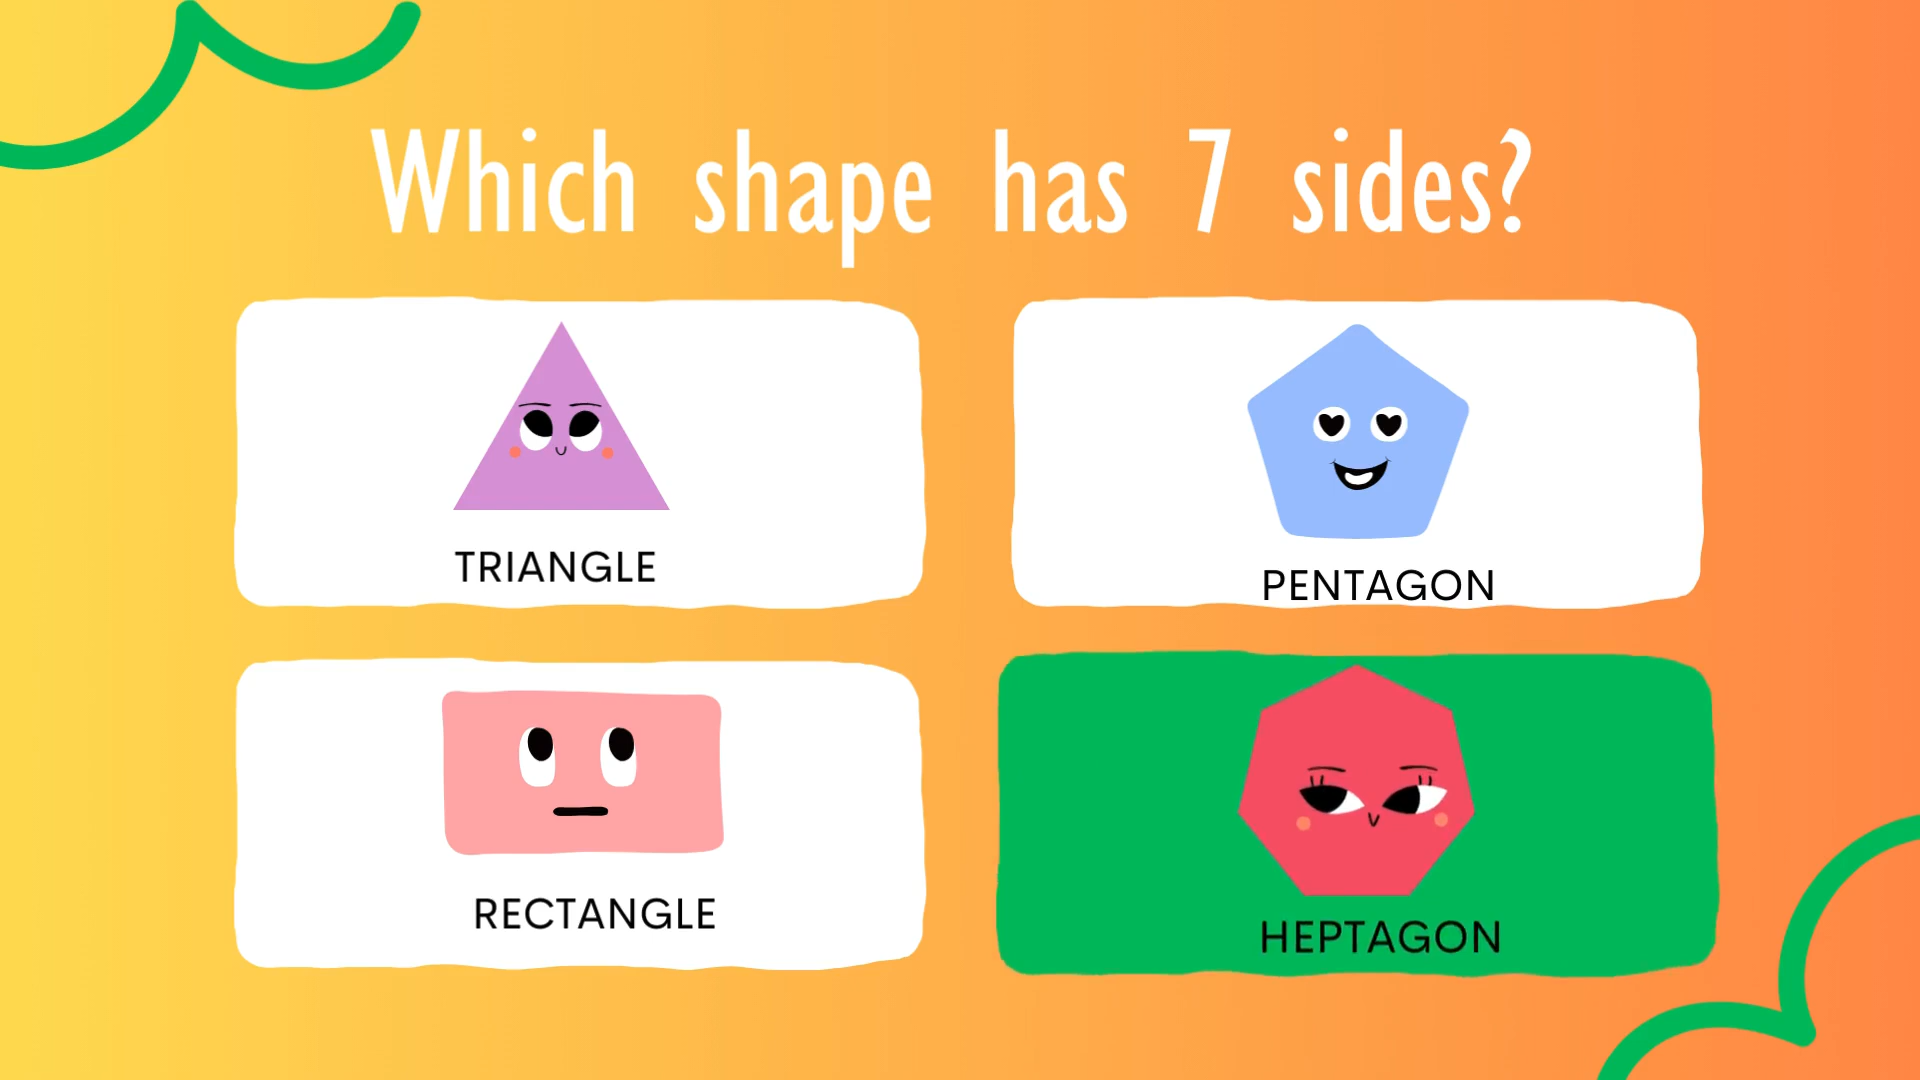 Which shape has 7 sides?
TRIANGLE
PENTAGON
RECTANGLE
HEPTAGON